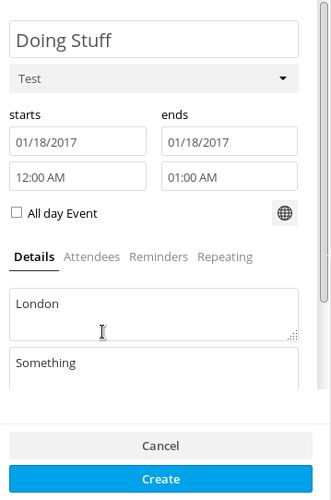 Doing Stuff
Test
starts ends
01/18/2017 01/18/2017
12:00 AM 01:00 AM
All day Event
Details Attendees Reminders Repeating
London
Something
Cancel
Create